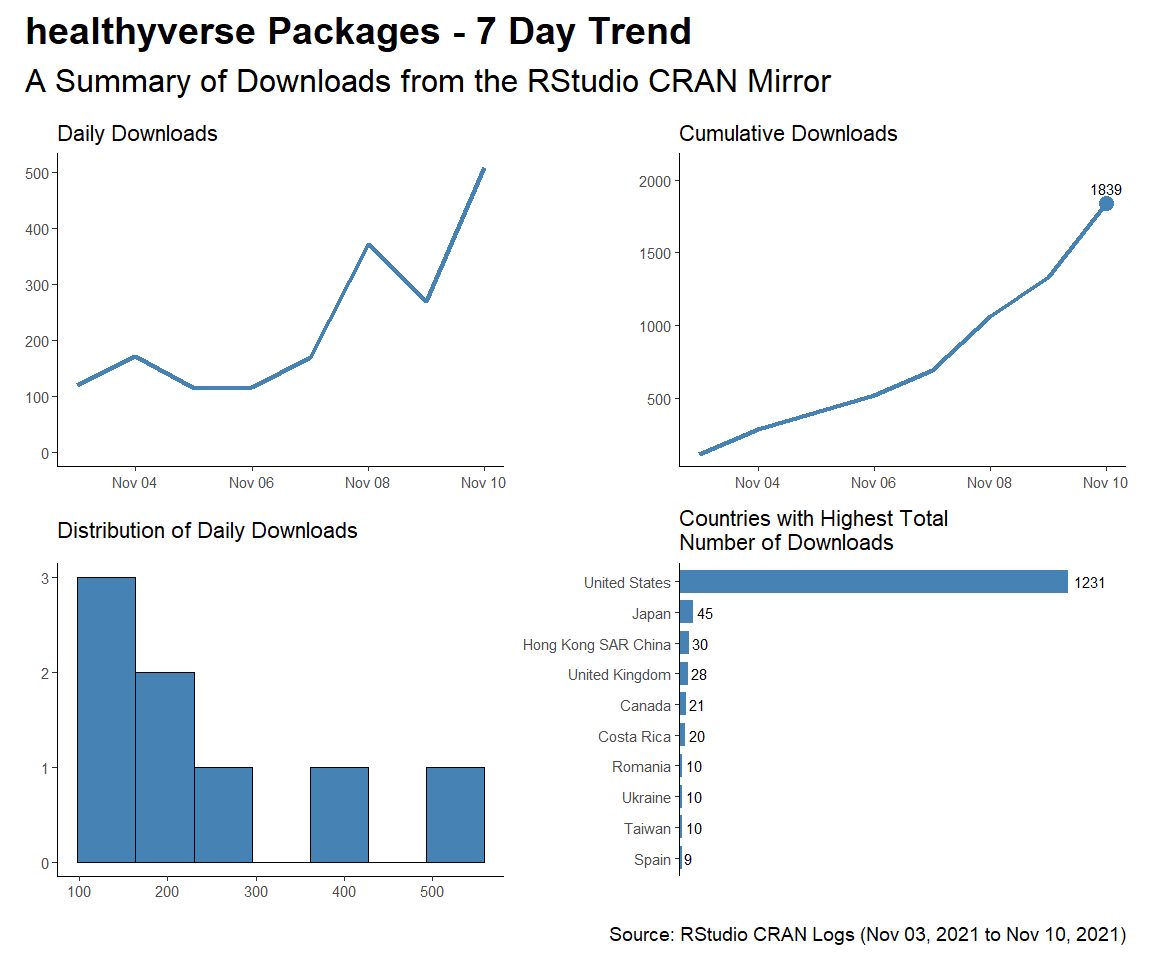 healthyverse Packages - 7 Day Trend
A Summary of Downloads from the RStudio CRAN Mirror
Daily Downloads
500
400
300
200
100
0
Nov 04 Nov 06 Nov 08 Nov 10
Cumulative Downloads
2000
1500
1000
500
1839
Nov 04 Nov 06 Nov 08 Nov 10
Distribution of Daily Downloads
3
2
1
0
100 200 300 400 500
Countries with Highest Total
Number of Downloads
United States 1231
Japan 45
Hong Kong SAR China 30
United Kingdom 28
Canada 21
Costa Rica 20
Romania 10
Ukraine 10
Taiwan 10
Spain 9
Source: RStudio CRAN Logs (Nov 03, 2021 to Nov 10, 2021)